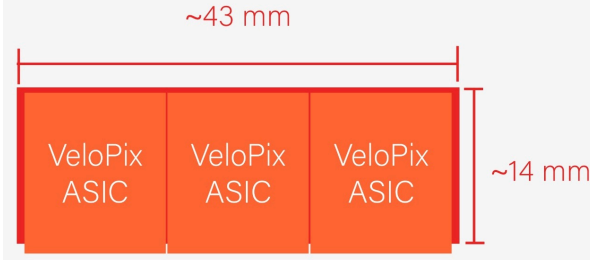 ~43 mm
VeloPix
ASIC
VeloPix
ASIC
VeloPix
ASIC
~14 mm